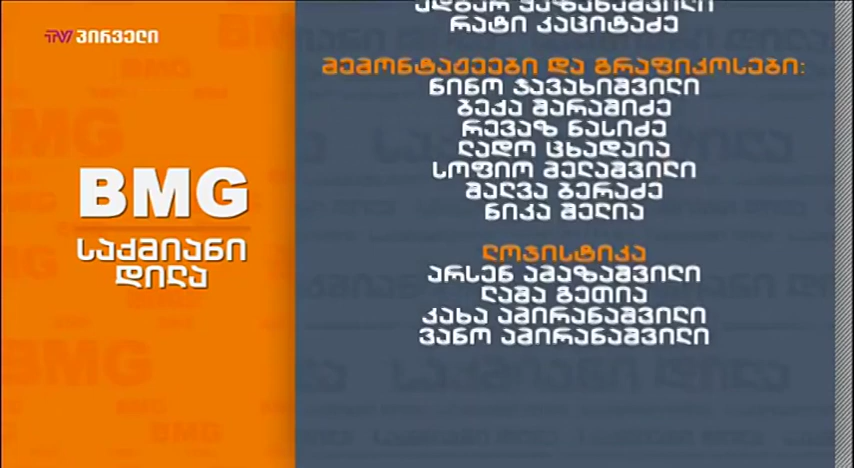 TV პირველი
BMG
საქმიანი
დილა
რატი კაციტაძე
მემონტაჟეები და გრაფიკოსები:
ნინო ჯავახიშვილი
ბექა შარაშიძე
რევაზ ნასიძე
ლადო ცხადაია
სოფიო მელაშვილი
შალვა ბერაძე
ნიკა შელია
ლოჯისტიკა
არსენ ამაზაშვილი
ლაშა გეთია
კახა ამირანაშვილი
ვანო ამირანაშვილი